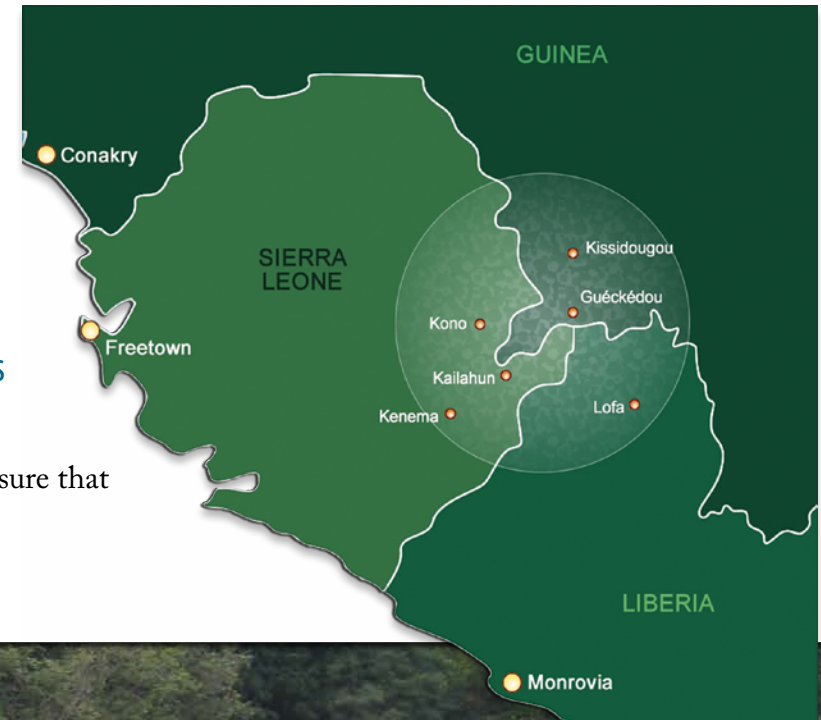 GUINEA
Conakry
SIERRA
LEONE
Kissidougou
Guéckédou
Kono
Freetown
Kailahun
S
Kenema
Lofa
sure that
LIBERIA
Monrovia